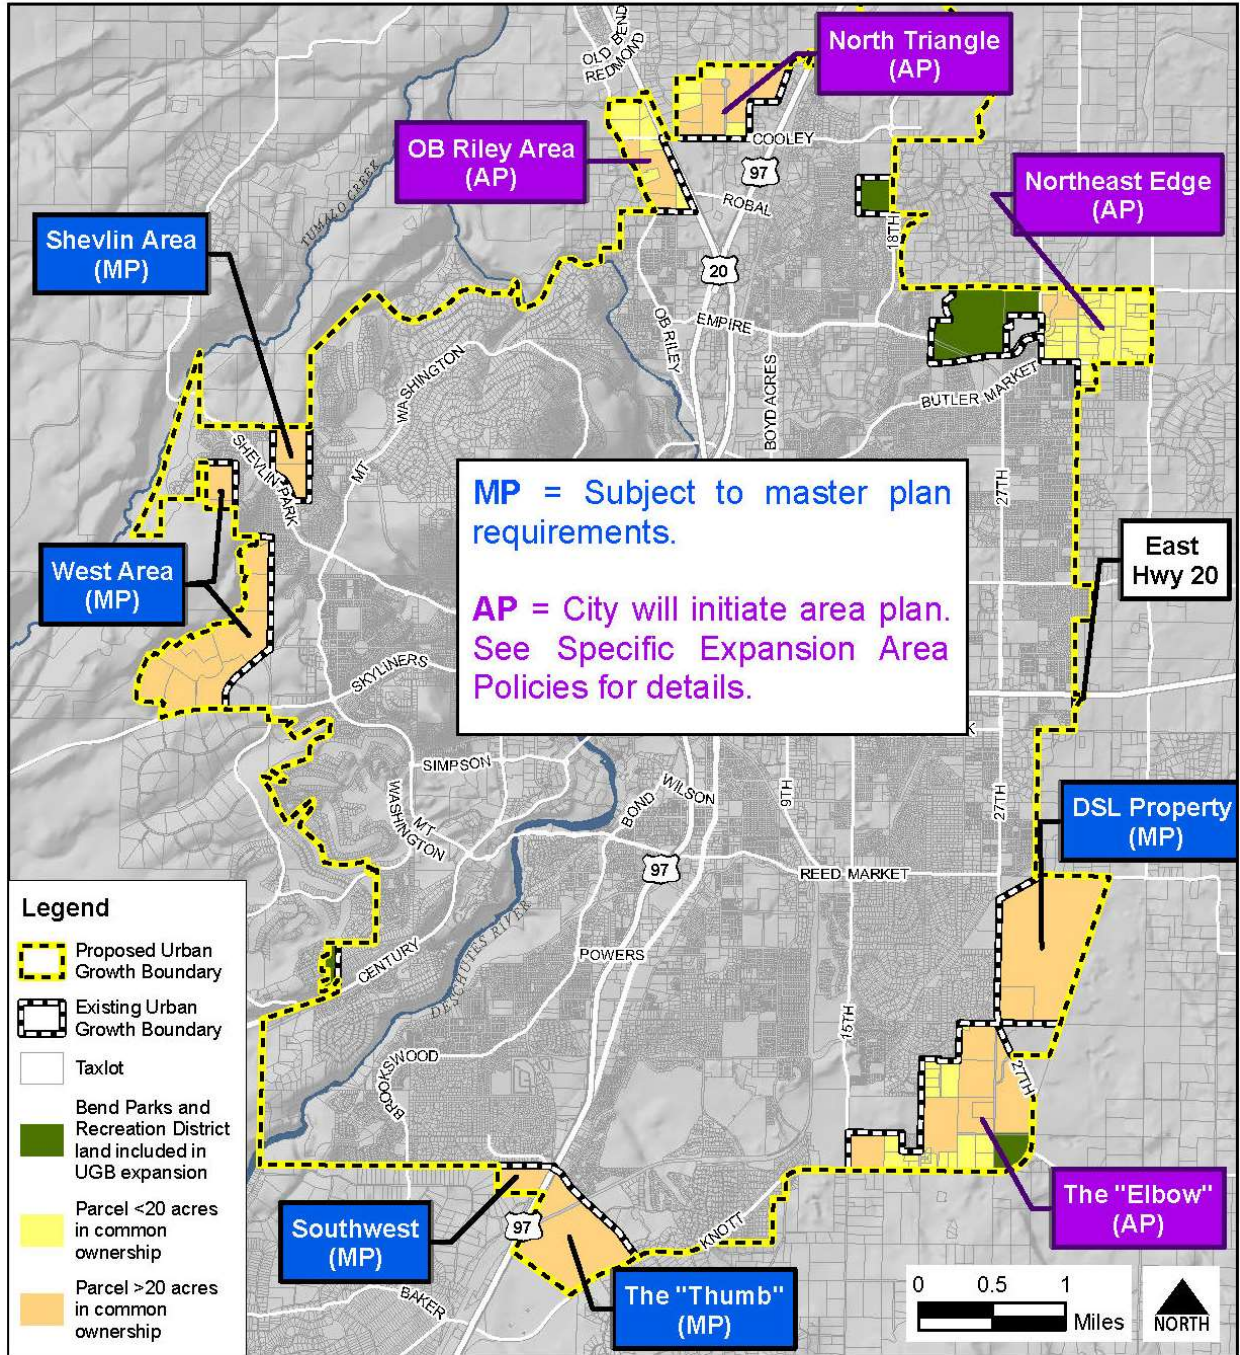 OLD BEND
REDMOND
North Triangle
(AP)
OB Riley Area
(AP)
COOLEY
97
ROBAL
Northeast Edge
(AP)
TUMALO CREEK
18TH
Shevlin Area
(MP)
20
OB RILEY
EMPIRE
BOYD ACRES
BUTLER MARKET
WASHINGTON
MT
SHEVLIN PARK
27TH
MP = Subject to master plan
requirements.
AP = City will initiate area plan.
See Specific Expansion Area
Policies for details.
East
Hwy 20
West Area
(MP)
SKYLINERS
K
SIMPSON
MT
WASHINGTON
BOND
WILSON
9TH
27TH
DSL Property
(MP)
97
REED MARKET
CENTURY
DESCHUTES RIVER
POWERS
15TH
BROOKSWOOD
27TH
Southwest
(MP)
97
KNOTT
The "Elbow"
(AP)
The "Thumb"
(MP)
BAKER
Legend
Proposed Urban
Growth Boundary
Existing Urban
Growth Boundary
Taxlot
Bend Parks and
Recreation District
land included in
UGB expansion
Parcel <20 acres
in common
ownership
Parcel >20 acres
in common
ownership
0 0.5 1
Miles
NORTH